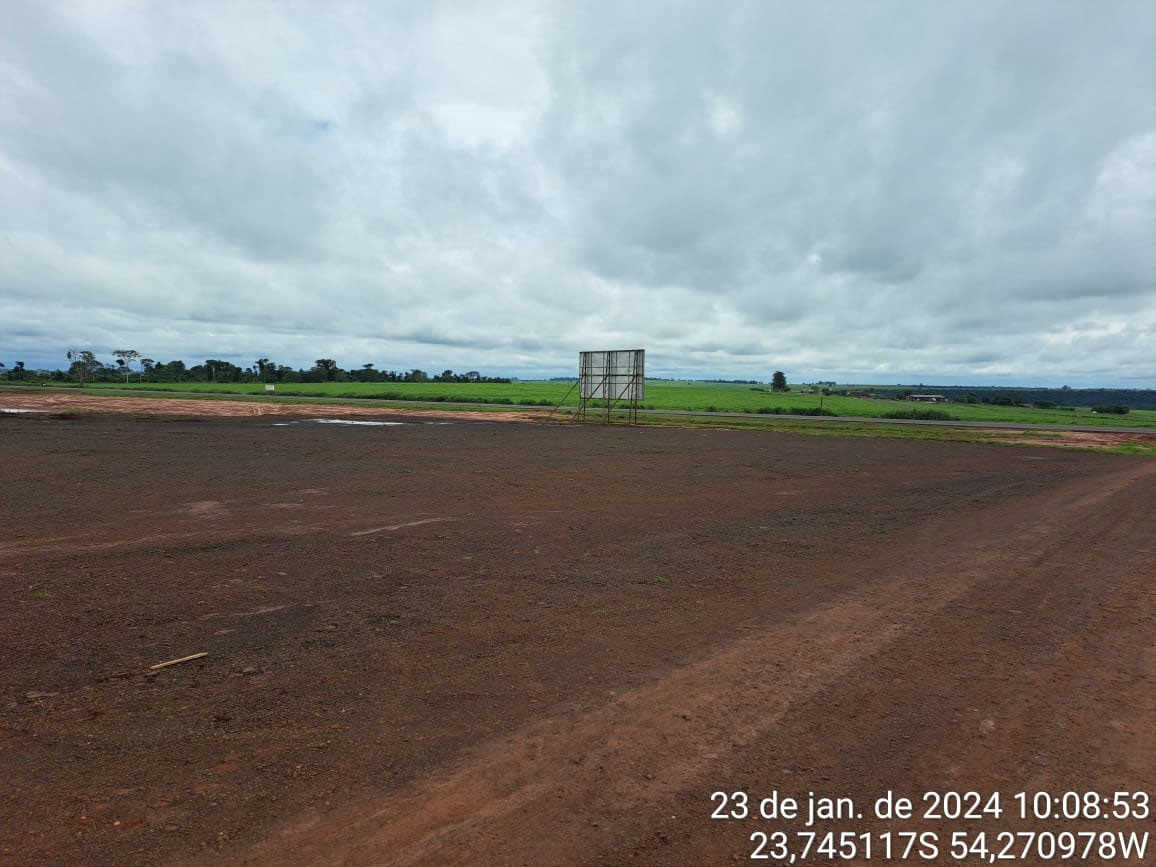 23 de jan. de 2024 10:08:53
23,745117S 54,270978W